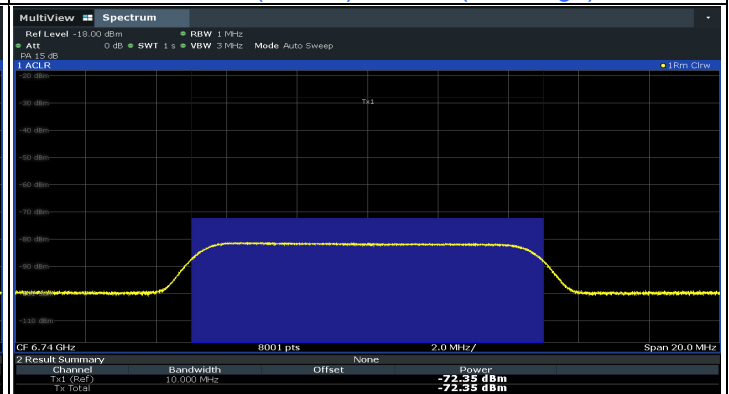 MultiView Spectrum
Ref Level -18.00 dBm RBW 1 MHz
Att 0 dB SWT 1 s VBW 3 MHz Mode Auto Sweep
PA 15 dB
1 ACLR 1Rm Clrw
-20 dBm
-30 dBm
Tx1
-40 dBm
-50 dBm
-60 dBm
-70 dBm
-80 dBm
-90 dBm
-110 dBm
CF 6.74 GHz 8001 pts 2.0 MHz/ Span 20.0 MHz
2 Result Summary None
Channel Bandwidth Offset Power
Tx1 (Ref) 10.000 MHz -72.35 dBm
Tx Total -72.35 dBm